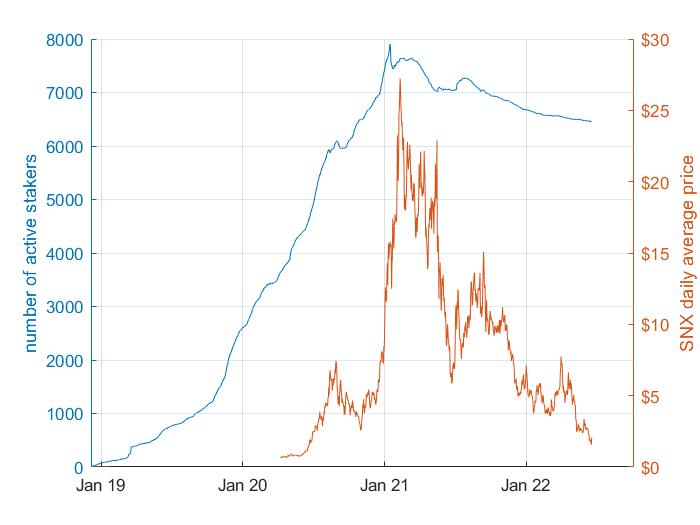 8000
7000
6000
5000
4000
3000
2000
1000
0
number of active stakers
$30
$25
$20
$15
$10
$5
$0
SNX daily average price
Jan 19
Jan 20
Jan 21
Jan 22